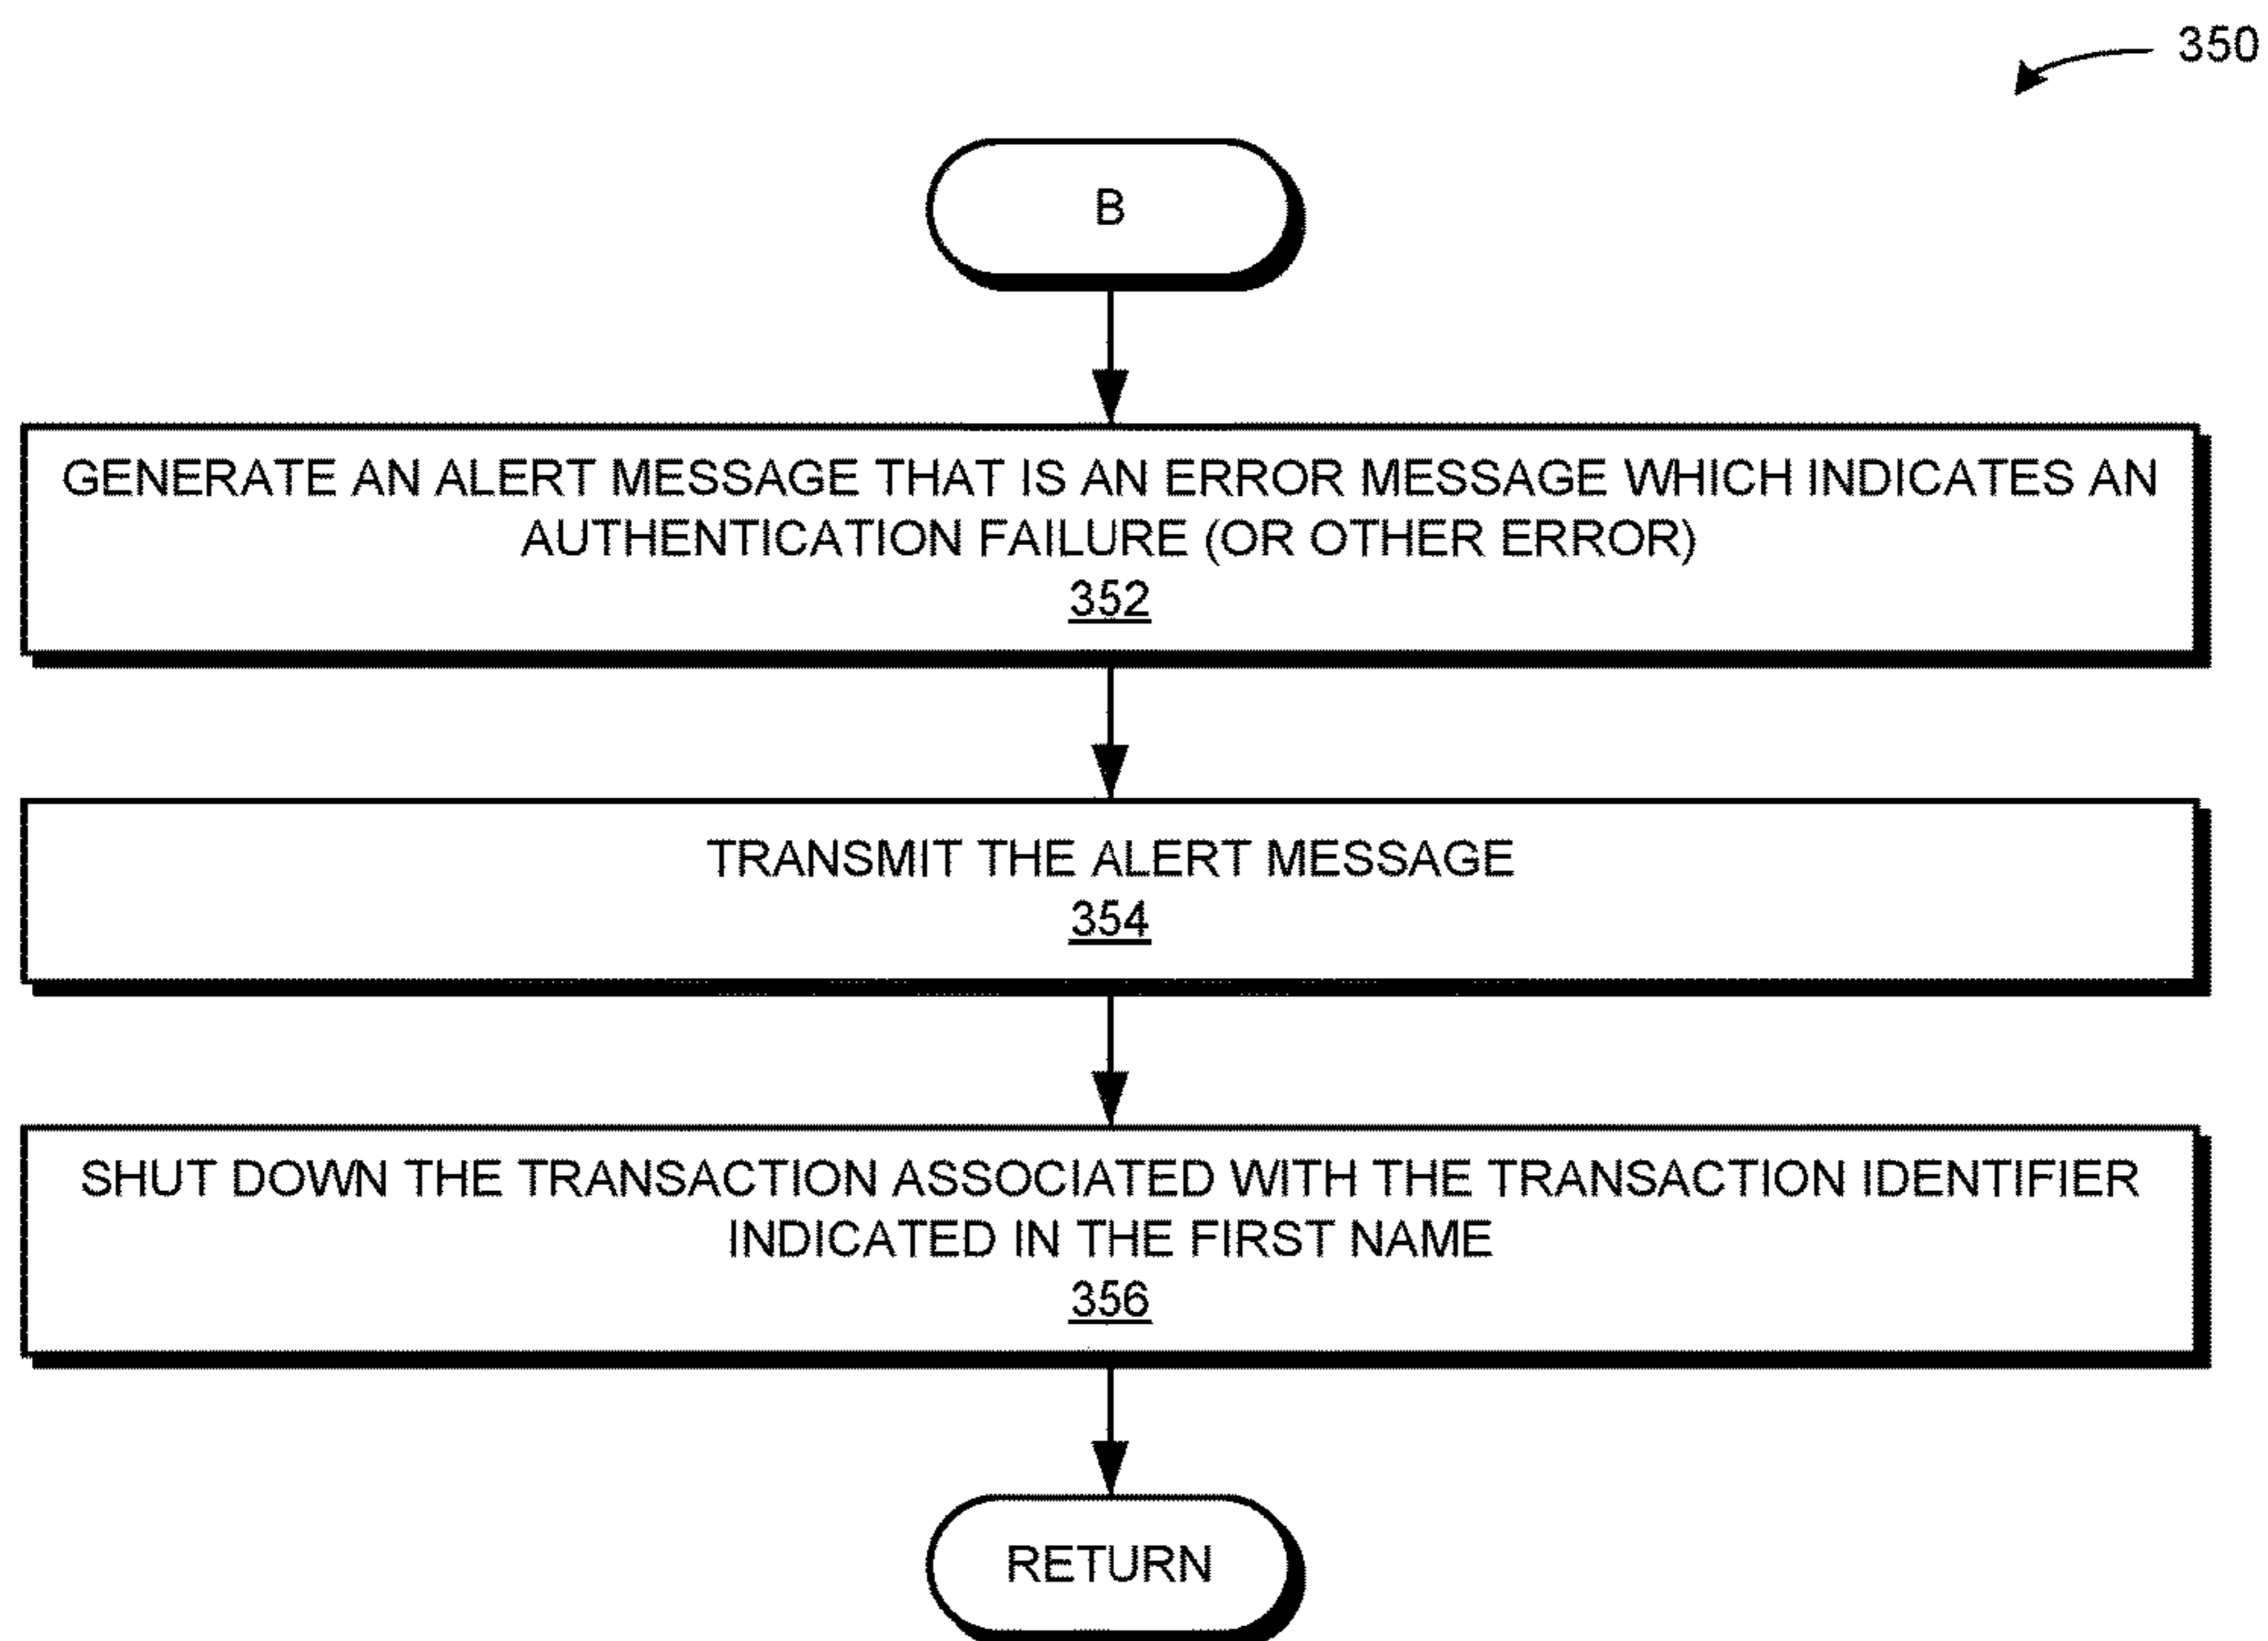 350
B
GENERATE AN ALERT MESSAGE THAT IS AN ERROR MESSAGE WHICH INDICATES AN
AUTHENTICATION FAILURE (OR OTHER ERROR)
352
TRANSMIT THE ALERT MESSAGE
354
SHUT DOWN THE TRANSACTION ASSOCIATED WITH THE TRANSACTION IDENTIFIER
INDICATED IN THE FIRST NAME
356
RETURN